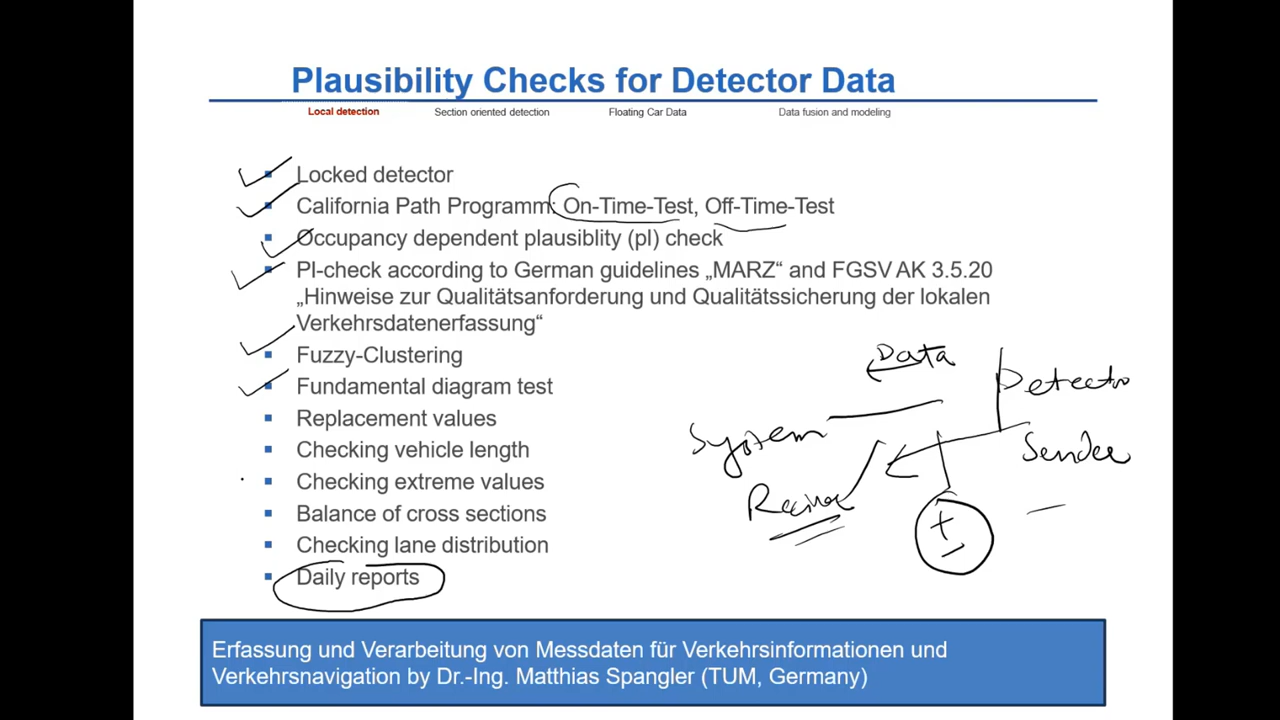 Plausibility Checks for Detector Data
Local detection Section oriented detection Floating Car Data Data fusion and modeling
Locked detector
California Path Programm: On-Time-Test, Off-Time-Test
Occupancy dependent plausiblity (pl) check
Pl-check according to German guidelines „MARZ“ and FGSV AK 3.5.20
„Hinweise zur Qualitätsanforderung und Qualitätssicherung der lokalen
Verkehrsdatenerfassung“
Fuzzy-Clustering
Fundamental diagram test
Replacement values
Checking vehicle length
Checking extreme values
Balance of cross sections
Checking lane distribution
Daily reports
Data
Detector
System
Sender
+
-
Erfassung und Verarbeitung von Messdaten für Verkehrsinformationen und
Verkehrsnavigation by Dr.-Ing. Matthias Spangler (TUM, Germany)